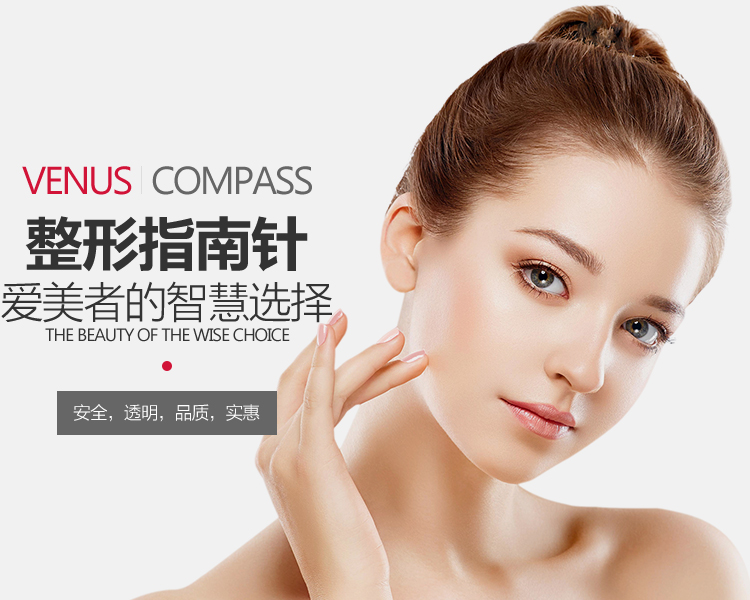 VENUS | COMPASS
整形指南针
爱美者的智慧选择
THE BEAUTY OF THE WISE CHOICE
安全，透明，品质，实惠